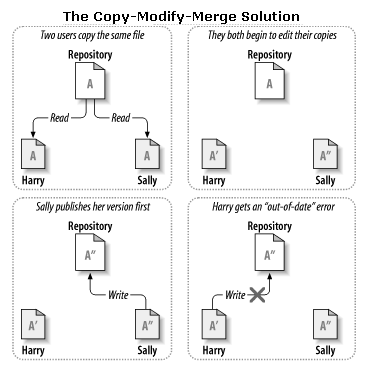 The Copy-Modify-Merge Solution
Two users copy the same file
Repository
A
Read
Read
A
A
Harry
Sally
They both begin to edit their copies
Repository
A
A'
A"
Harry
Sally
Sally publishes her version first
Repository
A"
Write
A'
A"
Harry
Sally
Harry gets an "out-of-date" error
Repository
A"
Write
A'
A"
Harry
Sally